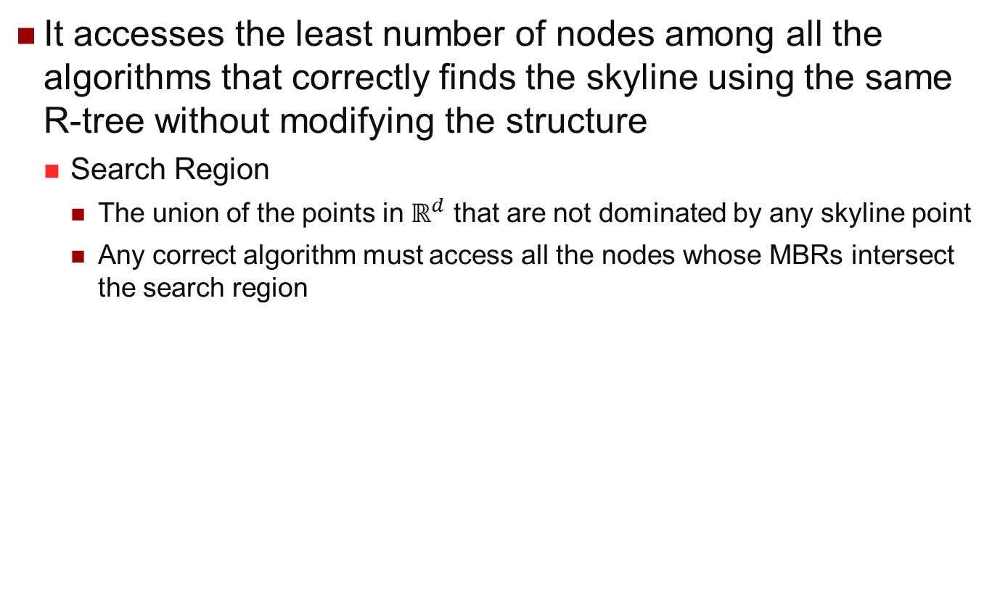 It accesses the least number of nodes among all the
algorithms that correctly finds the skyline using the same
R-tree without modifying the structure
Search Region
The union of the points in ℝ^d that are not dominated by any skyline point
Any correct algorithm must access all the nodes whose MBRs intersect
the search region